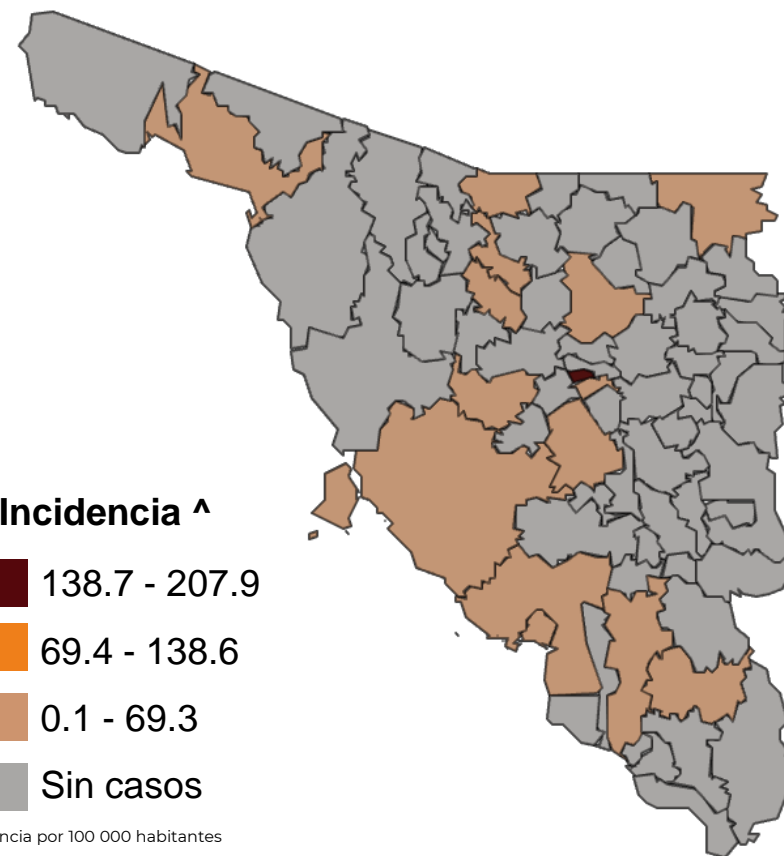 Incidencia ^
138.7 - 207.9
69.4 - 138.6
0.1 - 69.3
Sin casos
ncia por 100 000 habitantes